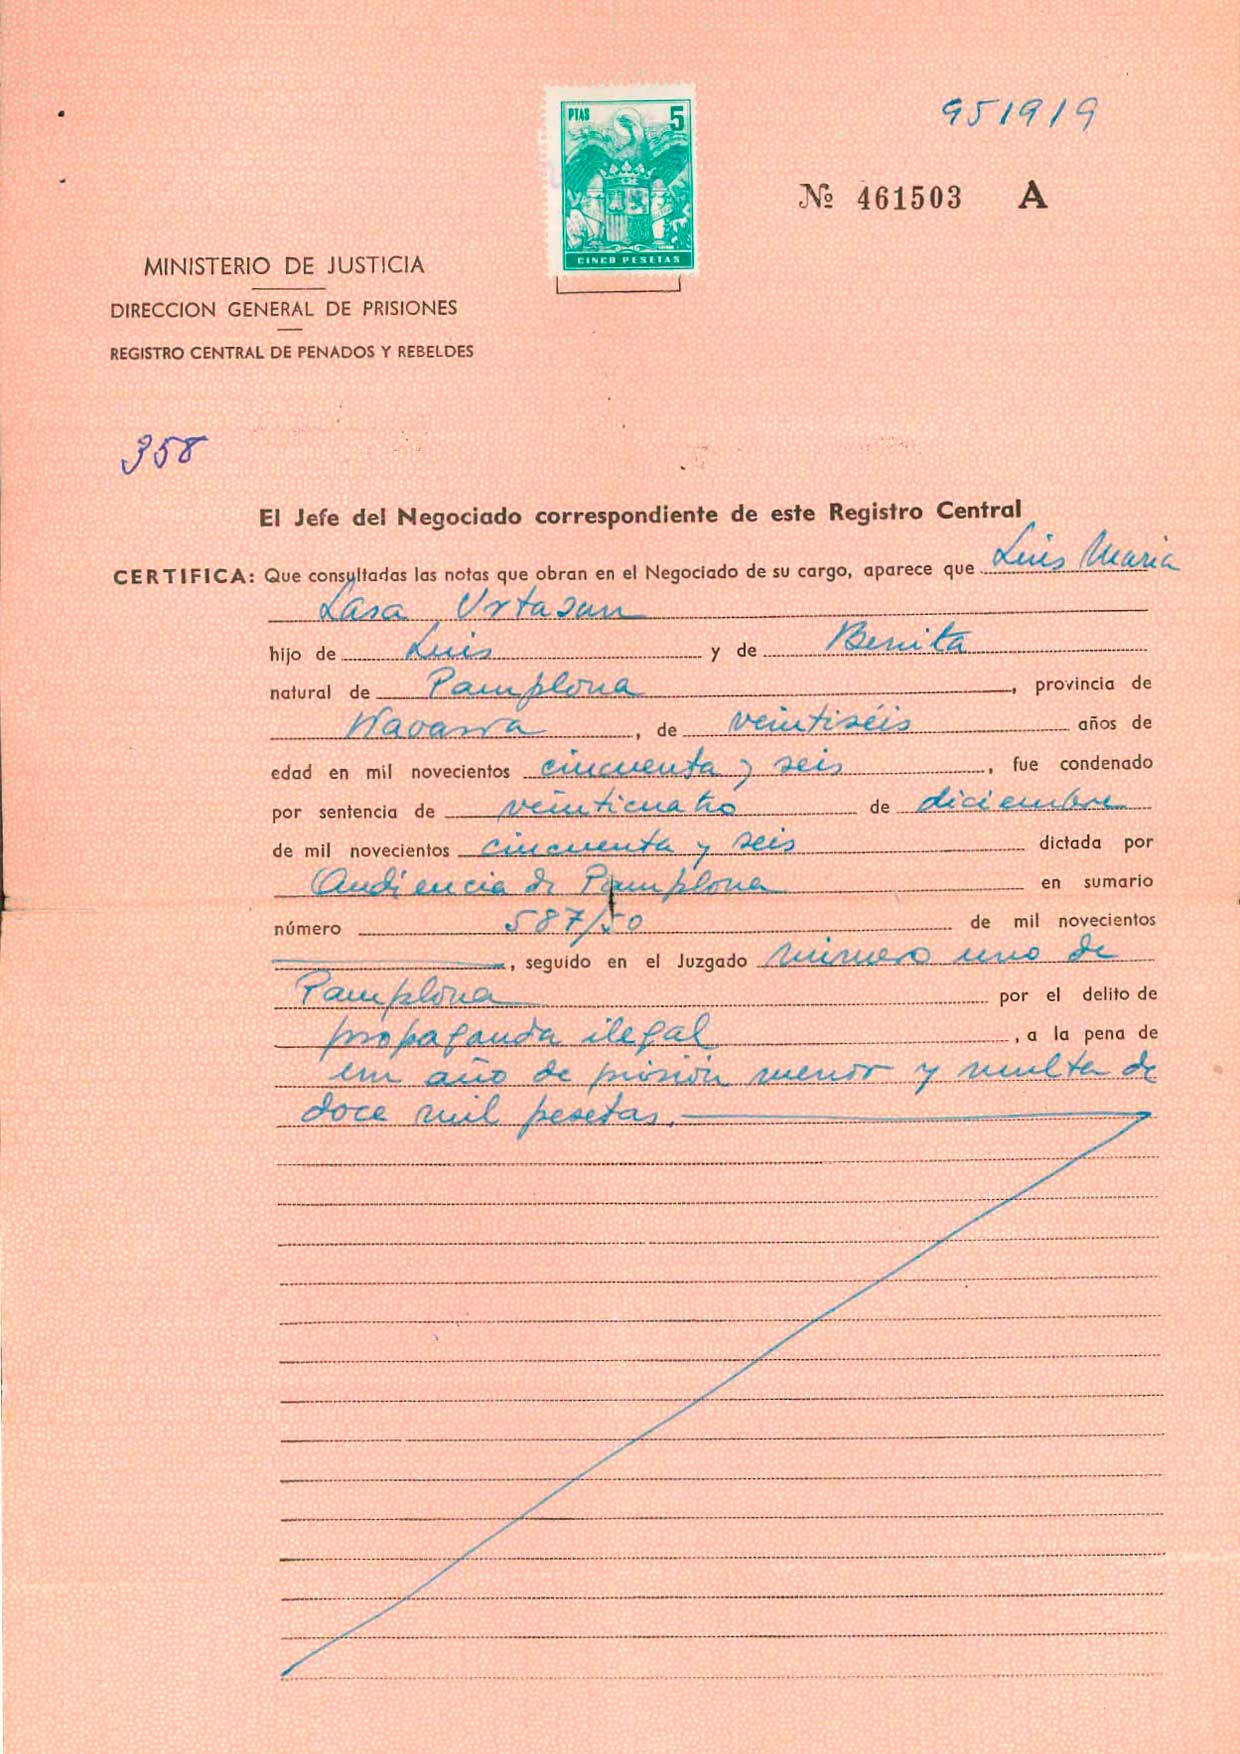 951919
PTAS 5
CINCO PESETAS
Nº 461503 A
MINISTERIO DE JUSTICIA
DIRECCION GENERAL DE PRISIONES
REGISTRO CENTRAL DE PENADOS Y REBELDES
358
El Jefe del Negociado correspondiente de este Registro Central
CERTIFICA: Que consultadas las notas que obran en el Negociado de su cargo, aparece que Luis Maria
Lasa Urtasun
hijo de Luis y de Benita
natural de Pamplona, provincia de
Navarra, de veintiséis años de
edad en mil novecientos cincuenta y seis, fue condenado
por sentencia de veinticuatro de diciembre
de mil novecientos cincuenta y seis dictada por
Audiencia de Pamplona en sumario
número 587/50 de mil novecientos
, seguido en el Juzgado número uno de
Pamplona por el delito de
propaganda ilegal, a la pena de
un año de prisión menor y multa de
doce mil pesetas.